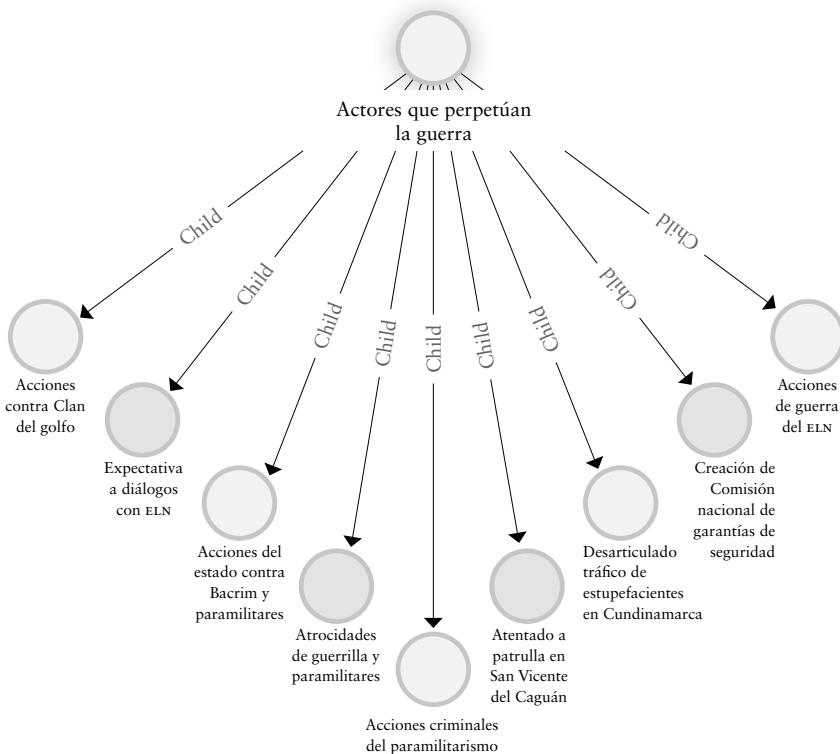 Actores que perpetúan
la guerra
Child
Child
Child
Child
Child
Child
Child
Child
Child
Acciones
contra Clan
del golfo
Expectativa
a diálogos
con ELN
Acciones del
estado contra
Bacrim y
paramilitares
Atrocidades
de guerrilla y
paramilitares
Acciones criminales
del paramilitarismo
Atentado a
patrulla en
San Vicente
del Caguán
Desarticulado
tráfico de
estupefacientes
en Cundinamarca
Creación de
Comisión
nacional de
garantías de
seguridad
Acciones
de guerra
del ELN